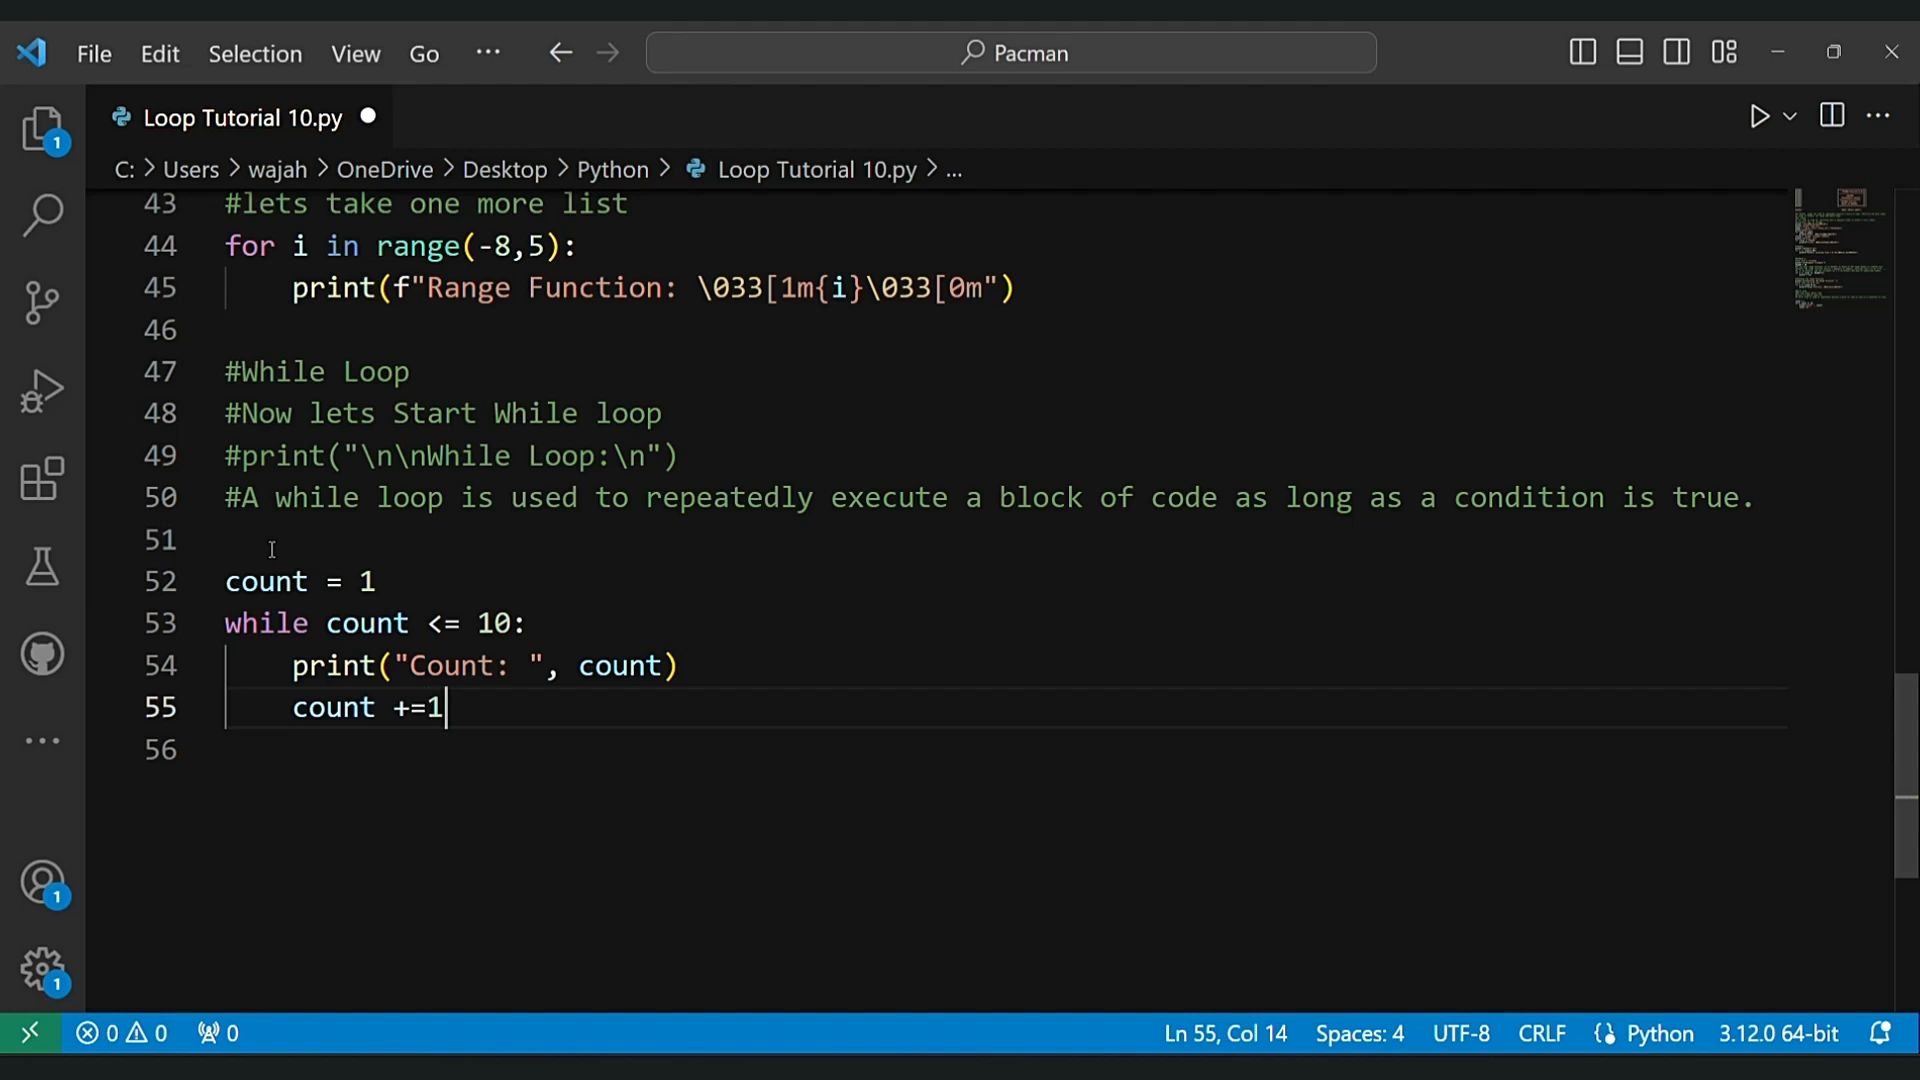 File Edit Selection View Go ··· Pacman
1
Loop Tutorial 10.py
C: > Users > wajah > OneDrive > Desktop > Python > Loop Tutorial 10.py > ...
43 #lets take one more list
44 for i in range(-8,5):
45 print(f"Range Function: \033[1m{i}\033[0m")
46
47 #While Loop
48 #Now lets Start While loop
49 #print("\n\nWhile Loop:\n")
50 #A while loop is used to repeatedly execute a block of code as long as a condition is true.
51
52 count = 1
53 while count <= 10:
54 print("Count: ", count)
55 count +=1
56
1
1
0 0 0 Ln 55, Col 14 Spaces: 4 UTF-8 CRLF Python 3.12.0 64-bit